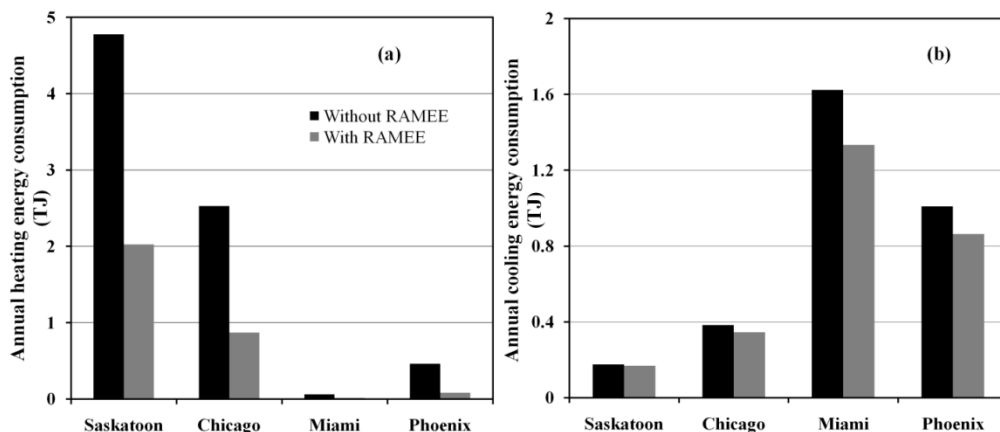 Annual heating energy consumption
(TJ)
5
4
3
2
1
0
(a)
Without RAMEE
With RAMEE
Saskatoon Chicago Miami Phoenix
Annual cooling energy consumption
(TJ)
2
1.6
1.2
0.8
0.4
0
(b)
Saskatoon Chicago Miami Phoenix